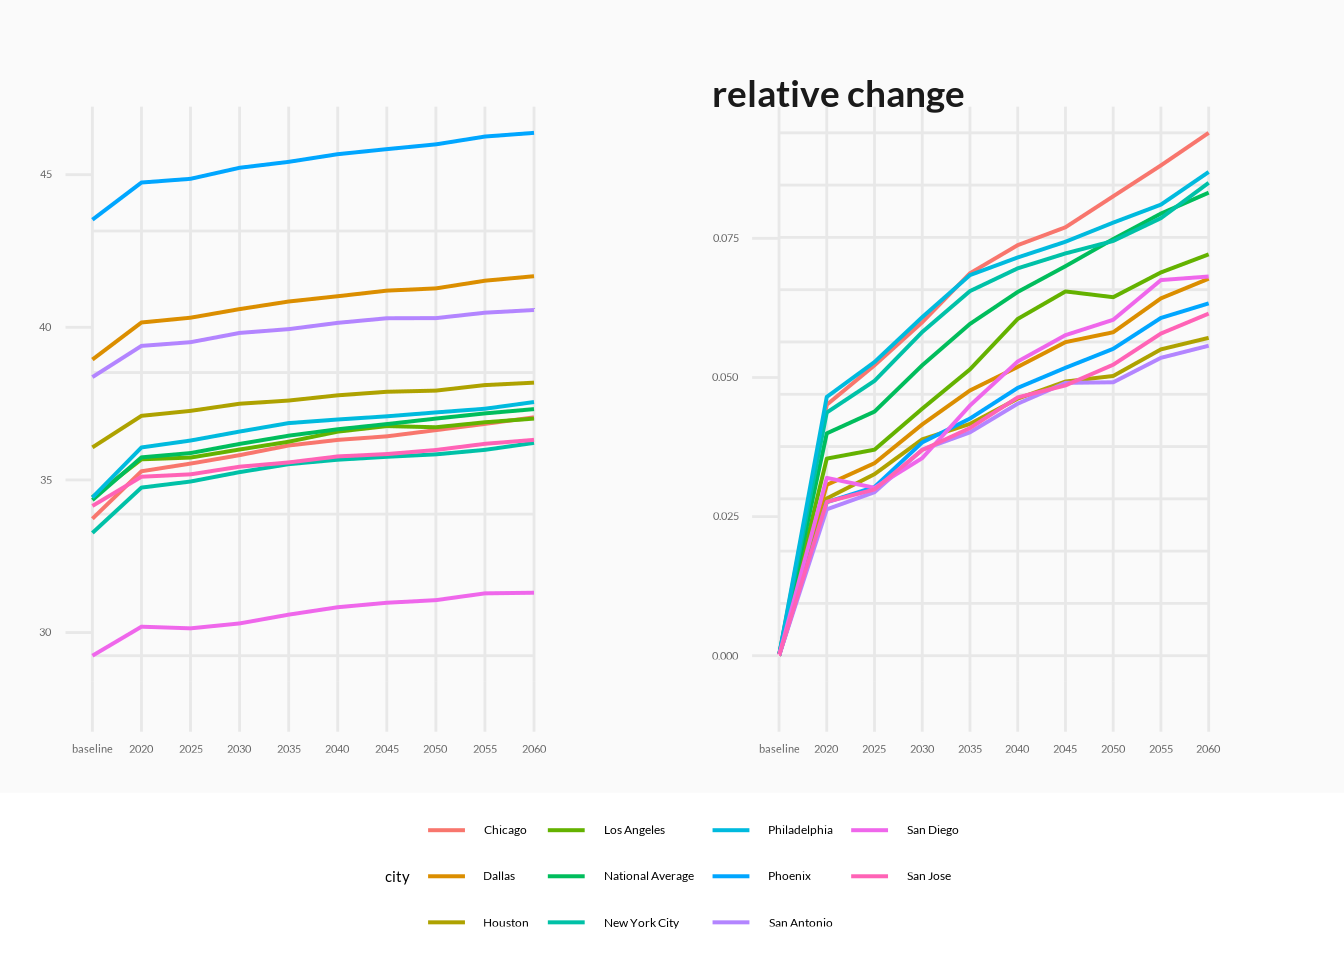 relative change
45
40
35
30
baseline 2020 2025 2030 2035 2040 2045 2050 2055 2060
0.075
0.050
0.025
0.000
baseline 2020 2025 2030 2035 2040 2045 2050 2055 2060
city
Chicago Los Angeles Philadelphia San Diego
Dallas National Average Phoenix San Jose
Houston New York City San Antonio